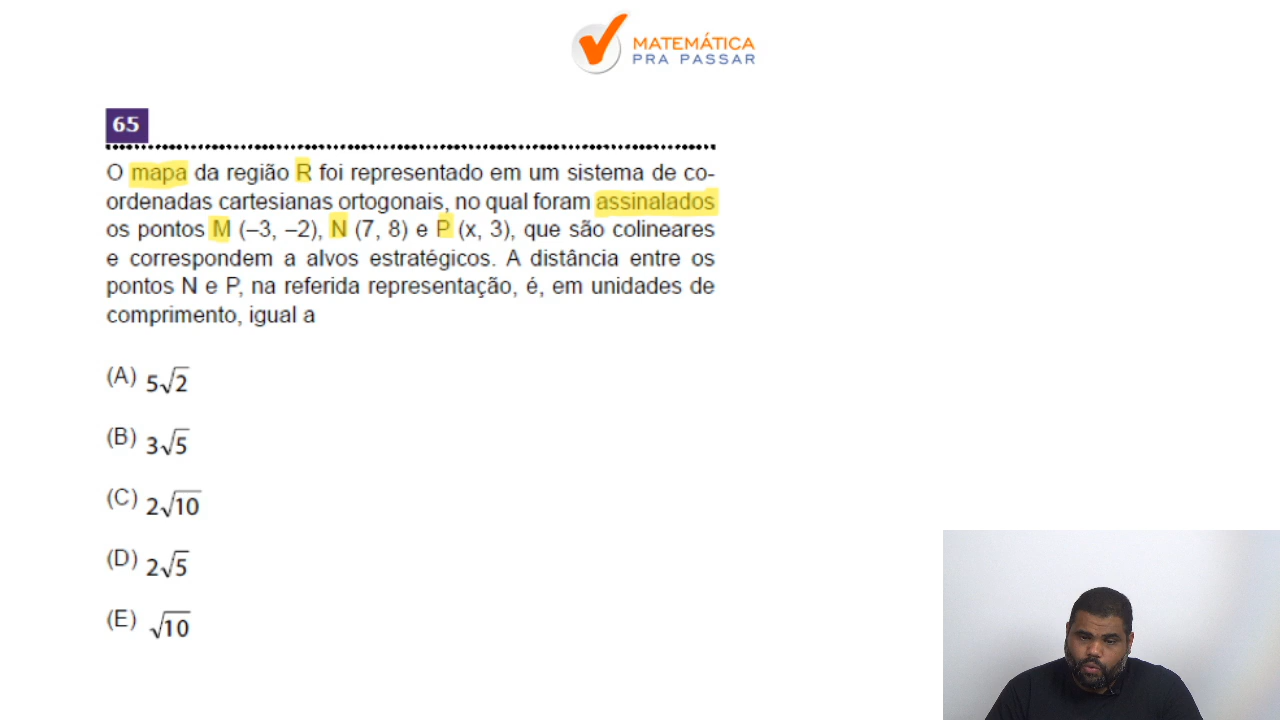 MATEMÁTICA
PRA PASSAR
65
O mapa da região R foi representado em um sistema de co-
ordenadas cartesianas ortogonais, no qual foram assinalados
os pontos M (–3, –2), N (7, 8) e P (x, 3), que são colineares
e correspondem a alvos estratégicos. A distância entre os
pontos N e P, na referida representação, é, em unidades de
comprimento, igual a
(A) 5√2
(B) 3√5
(C) 2√10
(D) 2√5
(E) √10